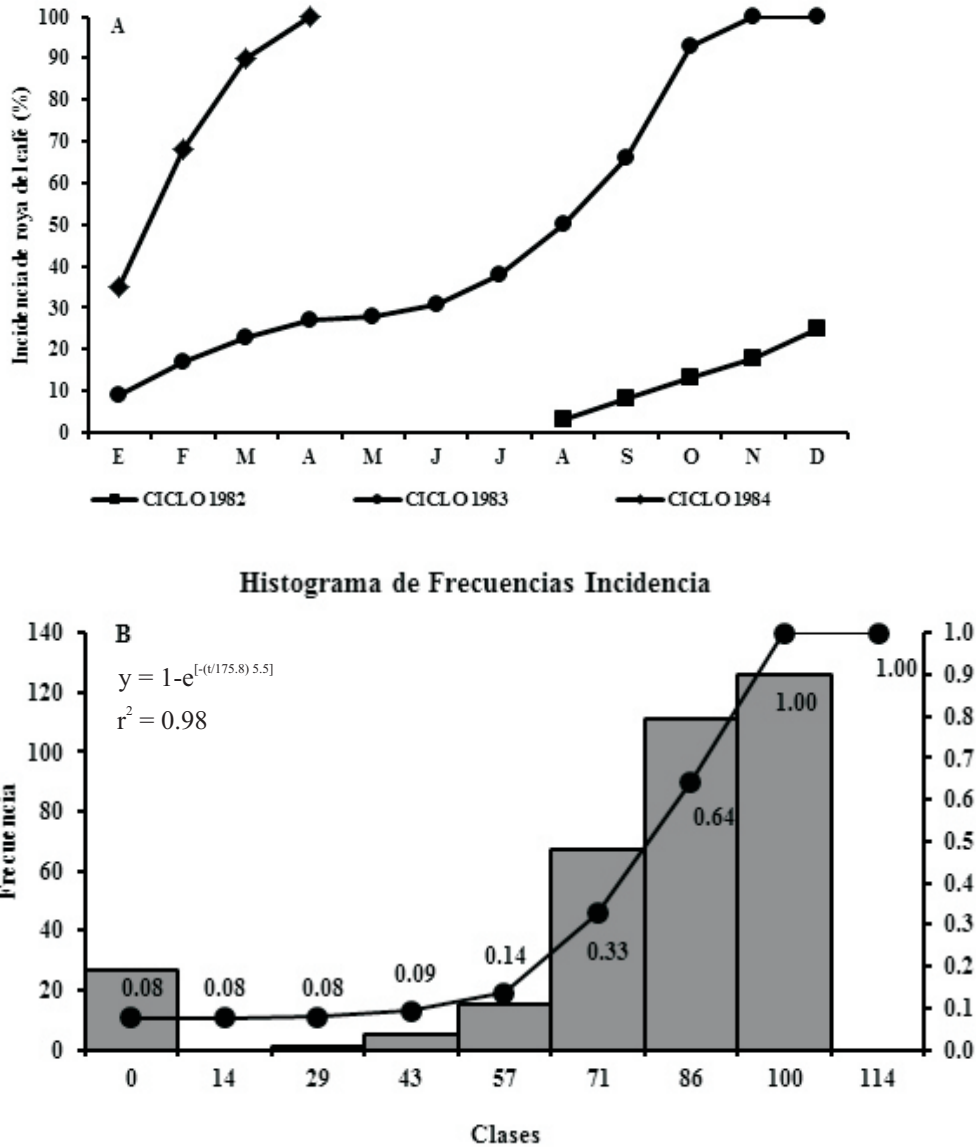 A
Incidencia de roya del café (%)
100
90
80
70
60
50
40
30
20
10
0
E F M A M J J A S O N D
CICLO 1982 CICLO 1983 CICLO 1984
Histograma de Frecuencias Incidencia
B
y = 1-e[-(t/175.8) 5.5]
r2 = 0.98
Frecuencia
140
120
100
80
60
40
20
0
0.08 0.08 0.08 0.09 0.14 0.33 0.64 1.00 1.00
1.0
0.9
0.8
0.7
0.6
0.5
0.4
0.3
0.2
0.1
0.0
0 14 29 43 57 71 86 100 114
Clases